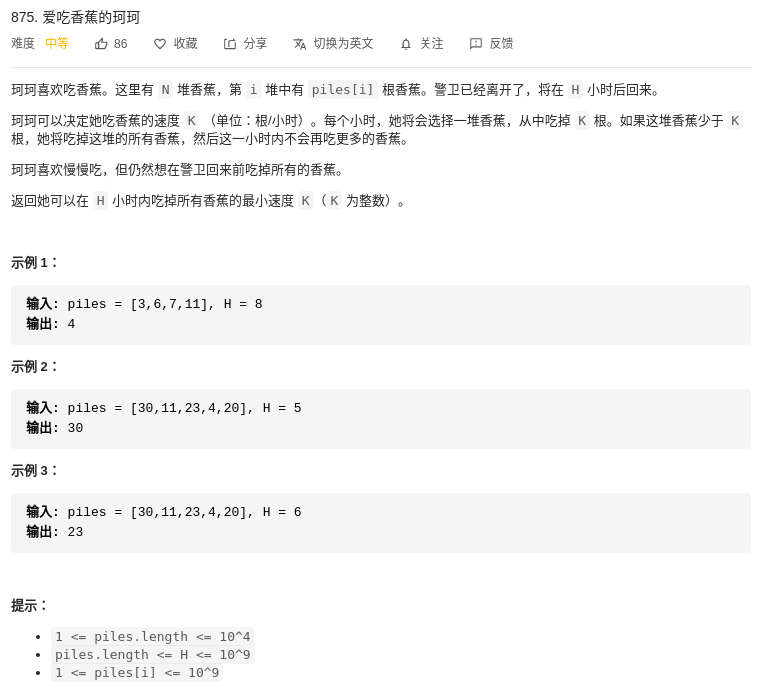 875. 爱吃香蕉的珂珂
难度 中等 86 收藏 分享 切换为英文 关注 反馈
珂珂喜欢吃香蕉。这里有 N 堆香蕉，第 i 堆中有 piles[i] 根香蕉。警卫已经离开了，将在 H 小时后回来。
珂珂可以决定她吃香蕉的速度 K （单位：根/小时）。每个小时，她将会选择一堆香蕉，从中吃掉 K 根。如果这堆香蕉少于 K
根，她将吃掉这堆的所有香蕉，然后这一小时内不会再吃更多的香蕉。
珂珂喜欢慢慢吃，但仍然想在警卫回来前吃掉所有的香蕉。
返回她可以在 H 小时内吃掉所有香蕉的最小速度 K（K 为整数）。
示例 1：
输入: piles = [3,6,7,11], H = 8
输出: 4
示例 2：
输入: piles = [30,11,23,4,20], H = 5
输出: 30
示例 3：
输入: piles = [30,11,23,4,20], H = 6
输出: 23
提示：
• 1 <= piles.length <= 10^4
• piles.length <= H <= 10^9
• 1 <= piles[i] <= 10^9